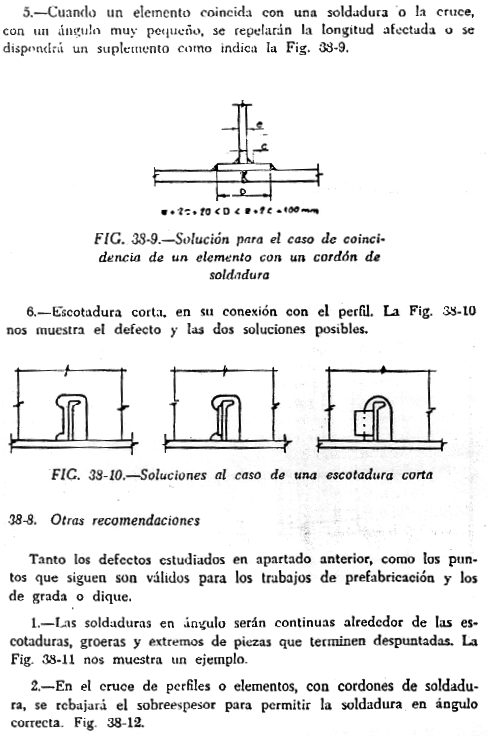 5.—Cuando un elemento coincida con una soldadura o la cruce,
con un ángulo muy pequeño, se repelarán la longitud afectada o se
dispondrá un suplemento como indica la Fig. 38-9.
e
c
D
e + 2c + 20 < D < e + 2c + 100 mm
FIG. 38-9.—Solución para el caso de coinci-
dencia de un elemento con un cordón de
soldadura
6.—Escotadura corta, en su conexión con el perfil. La Fig. 38-10
nos muestra el defecto y las dos soluciones posibles.
FIG. 38-10.—Soluciones al caso de una escotadura corta
38-8. Otras recomendaciones
Tanto los defectos estudiados en apartado anterior, como los pun-
tos que siguen son válidos para los trabajos de prefabricación y los
de grada o dique.
1.—Las soldaduras en ángulo serán continuas alrededor de las es-
cotaduras, groeras y extremos de piezas que terminen despuntadas. La
Fig. 38-11 nos muestra un ejemplo.
2.—En el cruce de perfiles o elementos, con cordones de soldadu-
ra, se rebajará el sobreespesor para permitir la soldadura en ángulo
correcta. Fig. 38-12.